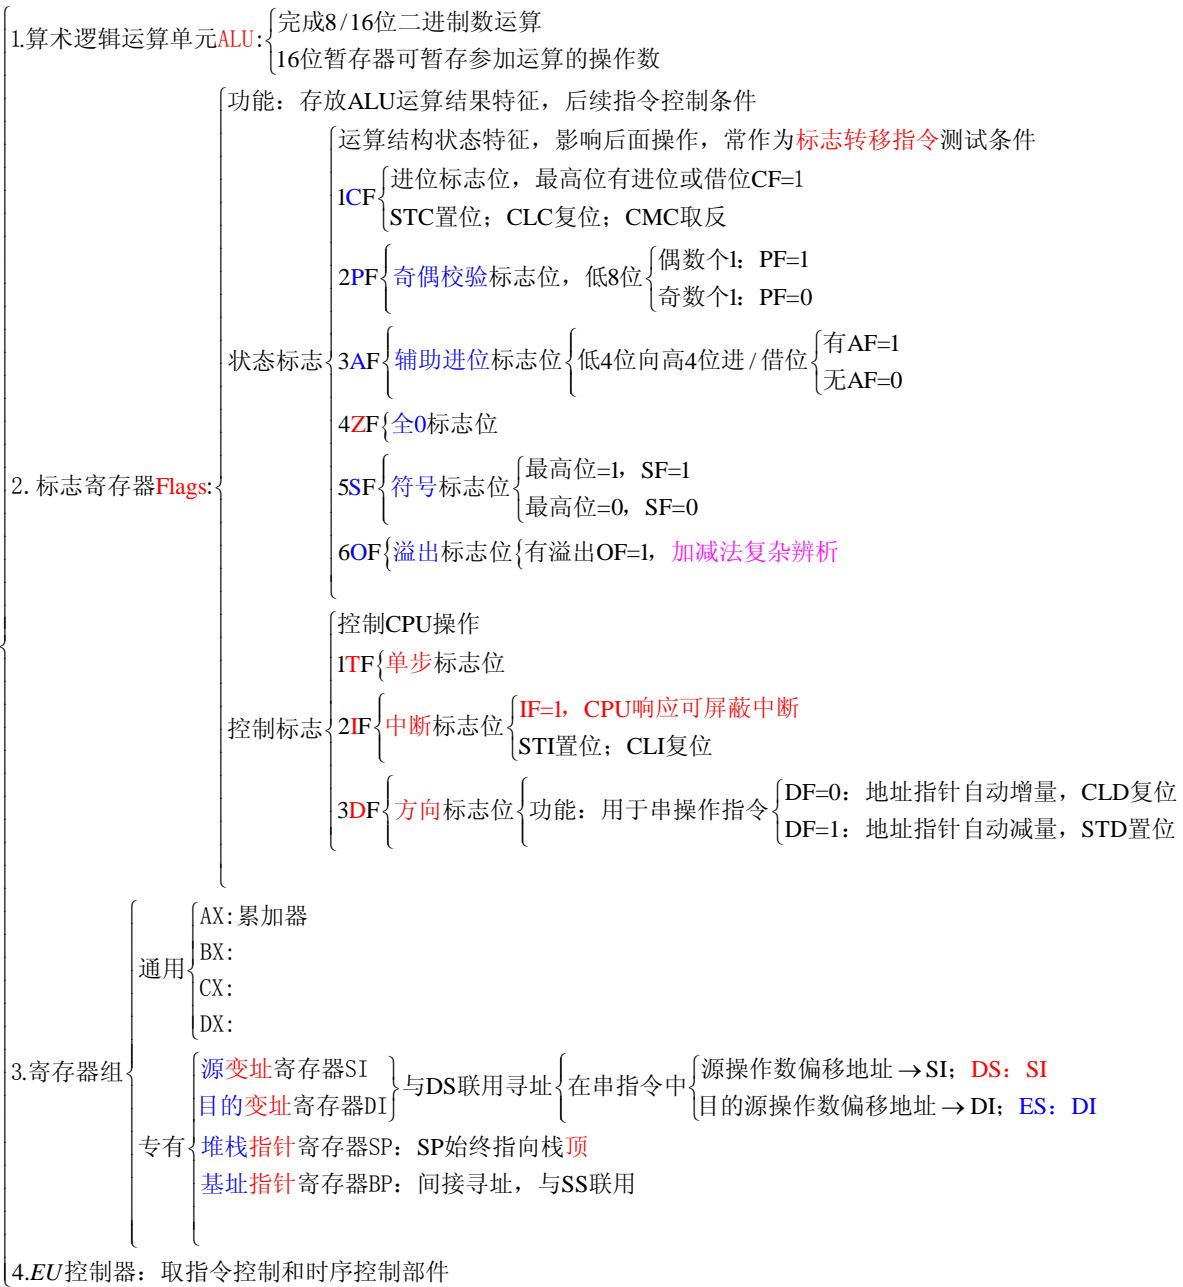 1.算术逻辑运算单元ALU:
完成8/16位二进制数运算
16位暂存器可暂存参加运算的操作数
2.标志寄存器Flags:
功能：存放ALU运算结果特征，后续指令控制条件
状态标志
运算结构状态特征，影响后面操作，常作为标志转移指令测试条件
1CF
进位标志位，最高位有进位或借位CF=1
STC置位；CLC复位；CMC取反
2PF
奇偶校验标志位，低8位
偶数个1：PF=1
奇数个1：PF=0
3AF
辅助进位标志位
低4位向高4位进/借位
有AF=1
无AF=0
4ZF
全0标志位
5SF
符号标志位
最高位=1，SF=1
最高位=0，SF=0
6OF
溢出标志位
有溢出OF=1，加减法复杂辨析
控制标志
控制CPU操作
1TF
单步标志位
2IF
中断标志位
IF=1，CPU响应可屏蔽中断
STI置位；CLI复位
3DF
方向标志位
功能：用于串操作指令
DF=0：地址指针自动增量，CLD复位
DF=1：地址指针自动减量，STD置位
3.寄存器组
通用
AX:累加器
BX:
CX:
DX:
专有
源变址寄存器SI
目的变址寄存器DI
与DS联用寻址
在串指令中
源操作数偏移地址→SI；DS：SI
目的源操作数偏移地址→DI；ES：DI
堆栈指针寄存器SP：SP始终指向栈顶
基址指针寄存器BP：间接寻址，与SS联用
4.EU控制器：取指令控制和时序控制部件